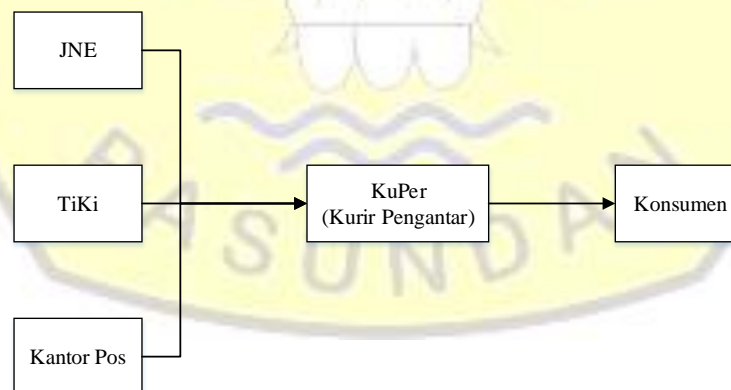 JNE
PASUNDAN
TiKi
KuPer
(Kurir Pengantar)
Konsumen
Kantor Pos